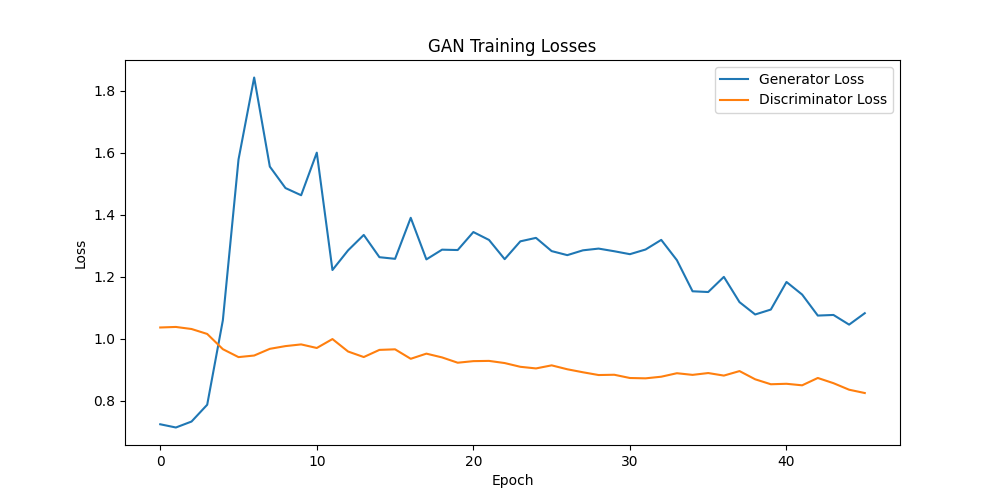 GAN Training Losses
Generator Loss
Discriminator Loss
1.8
1.6
1.4
1.2
1.0
0.8
Loss
0 10 20 30 40
Epoch